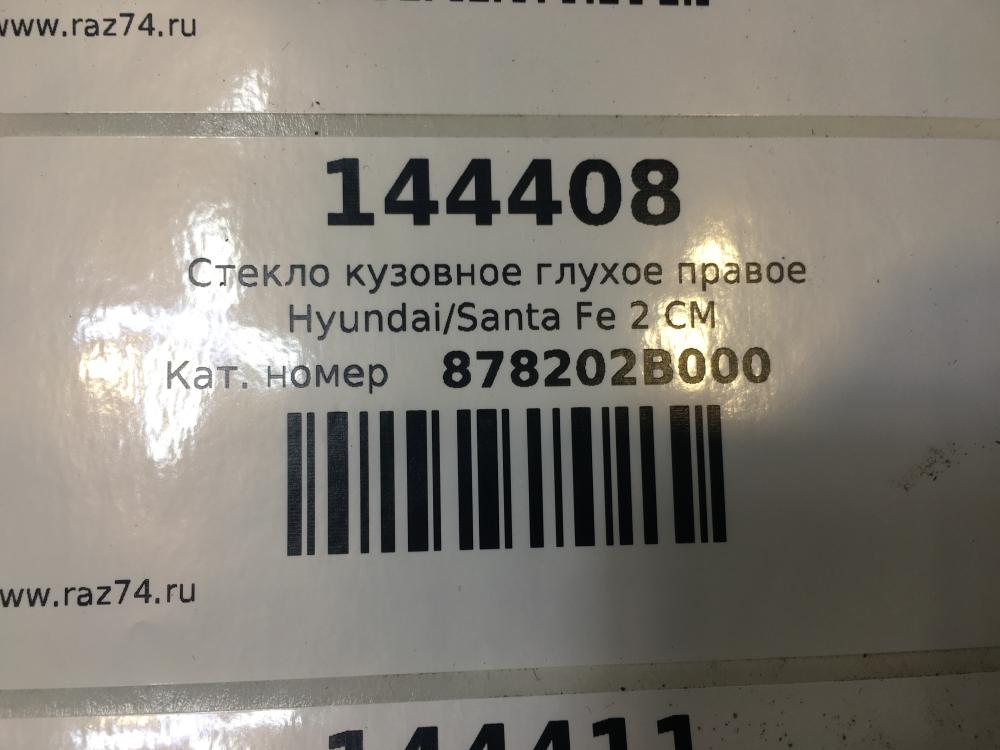 www.raz74.ru
144408
Стекло кузовное глухое правое
Hyundai/Santa Fe 2 CM
Кат. номер 878202B000
www.raz74.ru
144411